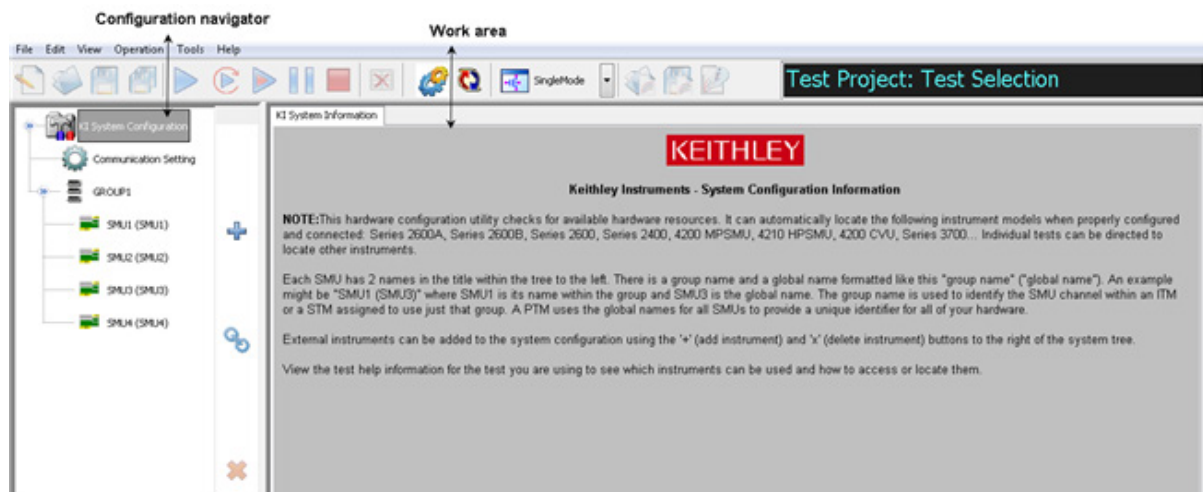 Configuration navigator
Work area
File Edit View Operation Tools Help
SingleMode
Test Project: Test Selection
KI System Configuration
Communication Setting
GROUP1
SMU1 (SMU1)
SMU2 (SMU2)
SMU3 (SMU3)
SMU4 (SMU4)
KI System Information
KEITHLEY
Keithley Instruments - System Configuration Information
NOTE:This hardware configuration utility checks for available hardware resources. It can automatically locate the following instrument models when properly configured
and connected: Series 2600A, Series 2600B, Series 2600, Series 2400, 4200 MPSMU, 4210 HPSMU, 4200 CVU, Series 3700... Individual tests can be directed to
locate other instruments.
Each SMU has 2 names in the title within the tree to the left. There is a group name and a global name formatted like this "group name" ("global name"). An example
might be "SMU1 (SMU3)" where SMU1 is its name within the group and SMU3 is the global name. The group name is used to identify the SMU channel within an ITM
or a STM assigned to use just that group. A PTM uses the global names for all SMUs to provide a unique identifier for all of your hardware.
External instruments can be added to the system configuration using the '+' (add instrument) and 'x' (delete instrument) buttons to the right of the system tree.
View the test help information for the test you are using to see which instruments can be used and how to access or locate them.